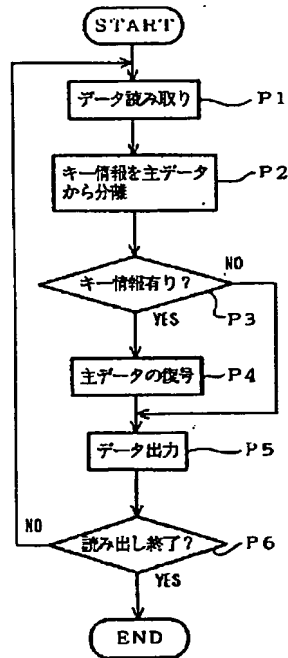 START
データ読み取り
P1
キー情報を主データ
から分離
P2
キー情報有り?
NO
P3
YES
主データの復号
P4
データ出力
P5
NO
読み出し終了?
P6
YES
END